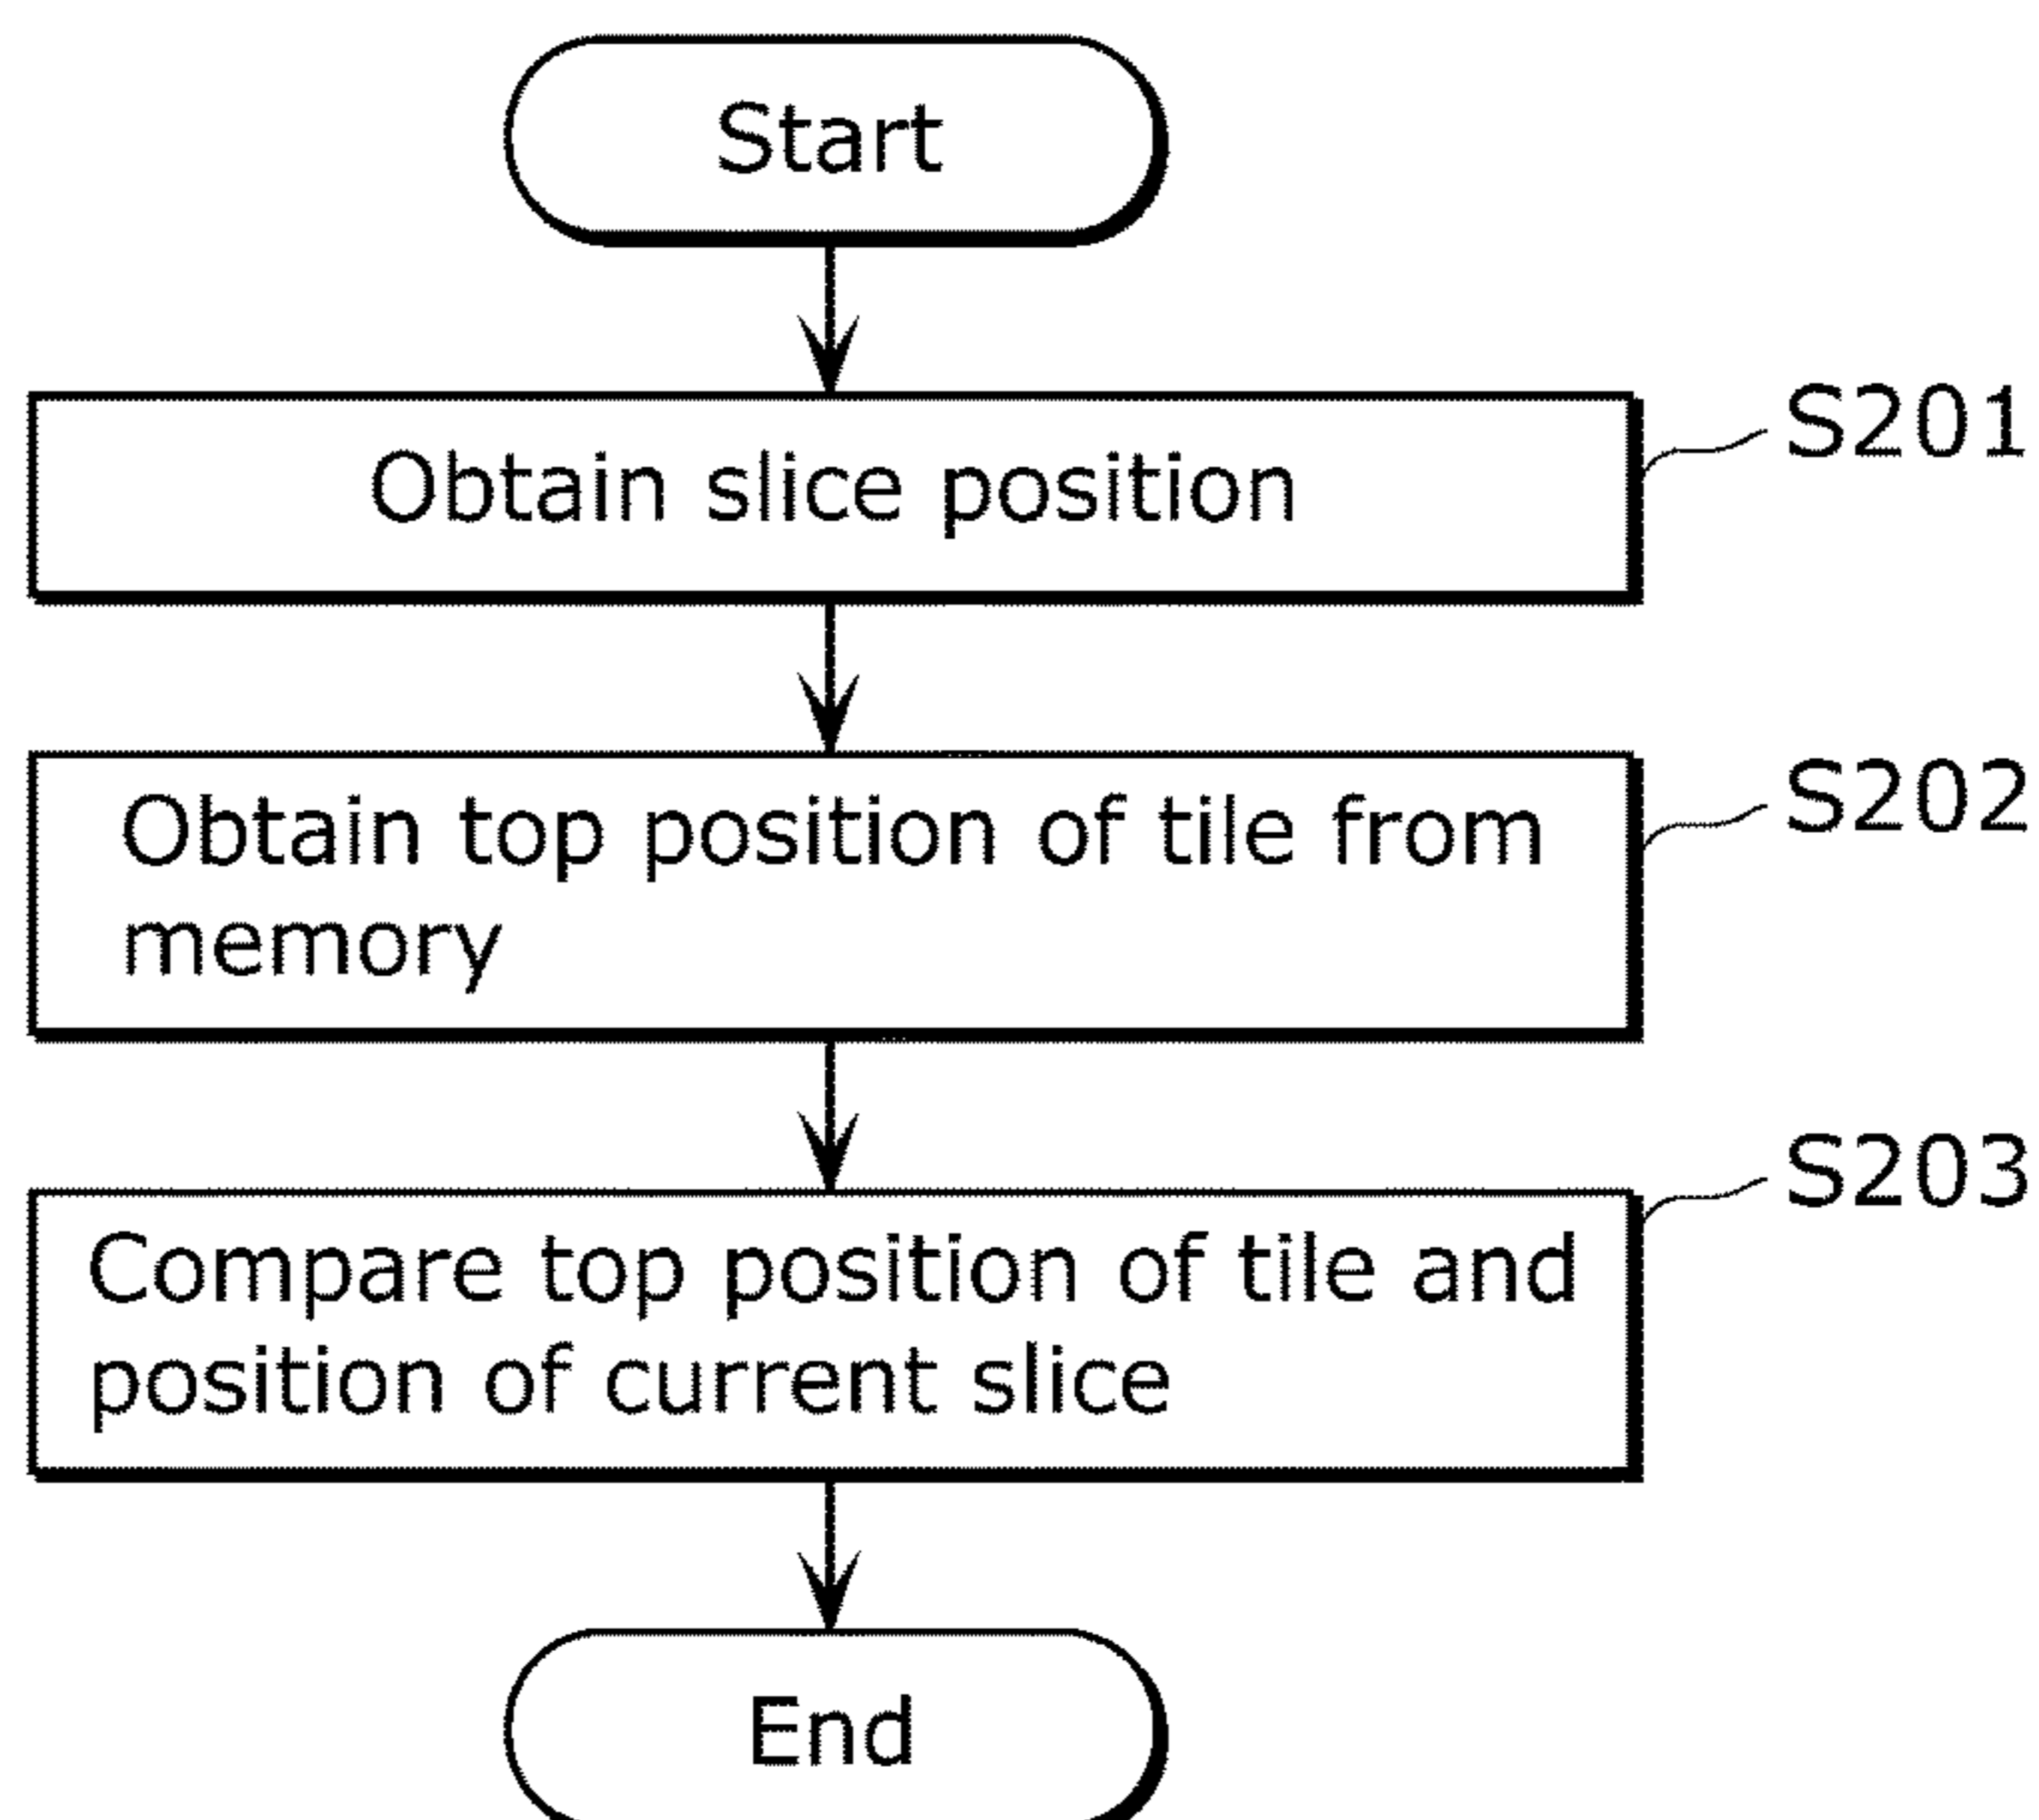 Start
Obtain slice position
S201
Obtain top position of tile from
memory
S202
Compare top position of tile and
position of current slice
S203
End